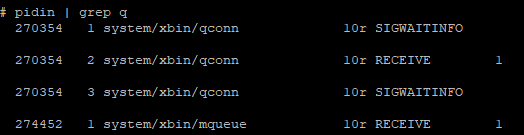 # pidin | grep q
270354 1 system/xbin/qconn 10r SIGWAITINFO
270354 2 system/xbin/qconn 10r RECEIVE 1
270354 3 system/xbin/qconn 10r SIGWAITINFO
274452 1 system/xbin/mqueue 10r RECEIVE 1